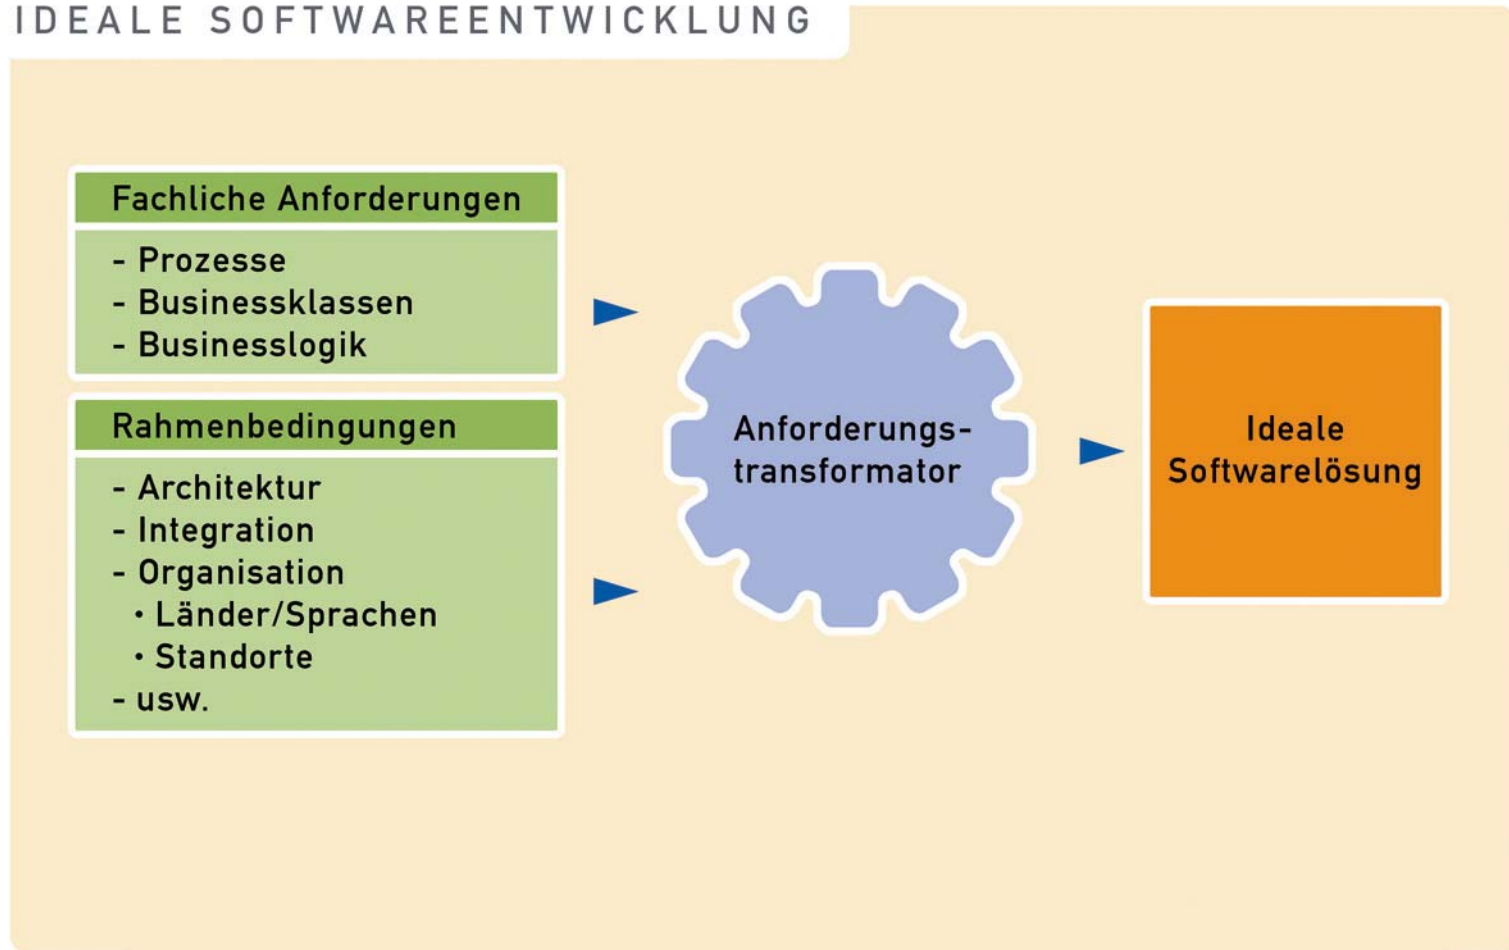 IDEALE SOFTWAREENTWICKLUNG
Fachliche Anforderungen
- Prozesse
- Businessklassen
- Businesslogik
Rahmenbedingungen
- Architektur
- Integration
- Organisation
• Länder/Sprachen
• Standorte
- usw.
Anforderungs-
transformator
Ideale
Softwarelösung